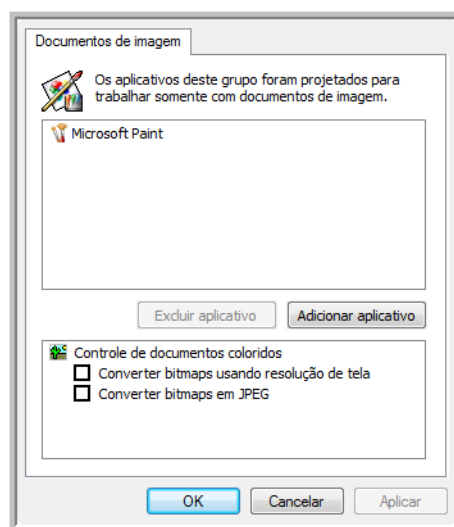 Documentos de imagem
Os aplicativos deste grupo foram projetados para
trabalhar somente com documentos de imagem.
Microsoft Paint
Excluir aplicativo Adicionar aplicativo
Controle de documentos coloridos
Converter bitmaps usando resolução de tela
Converter bitmaps em JPEG
OK Cancelar Aplicar